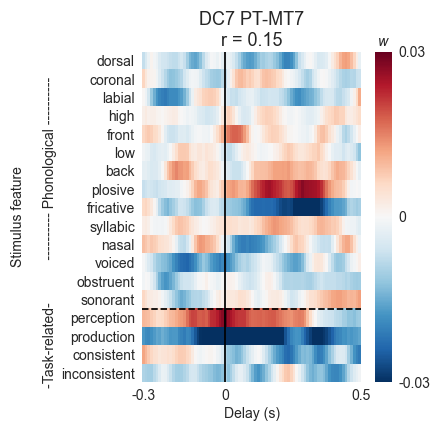 DC7 PT-MT7
r = 0.15
w
dorsal
coronal
labial
high
front
low
back
plosive
fricative
syllabic
nasal
voiced
obstruent
sonorant
perception
production
consistent
inconsistent
Stimulus feature
-Task-related- ----------- Phonological -----------
0.03
0
-0.03
-0.3 0 0.5
Delay (s)